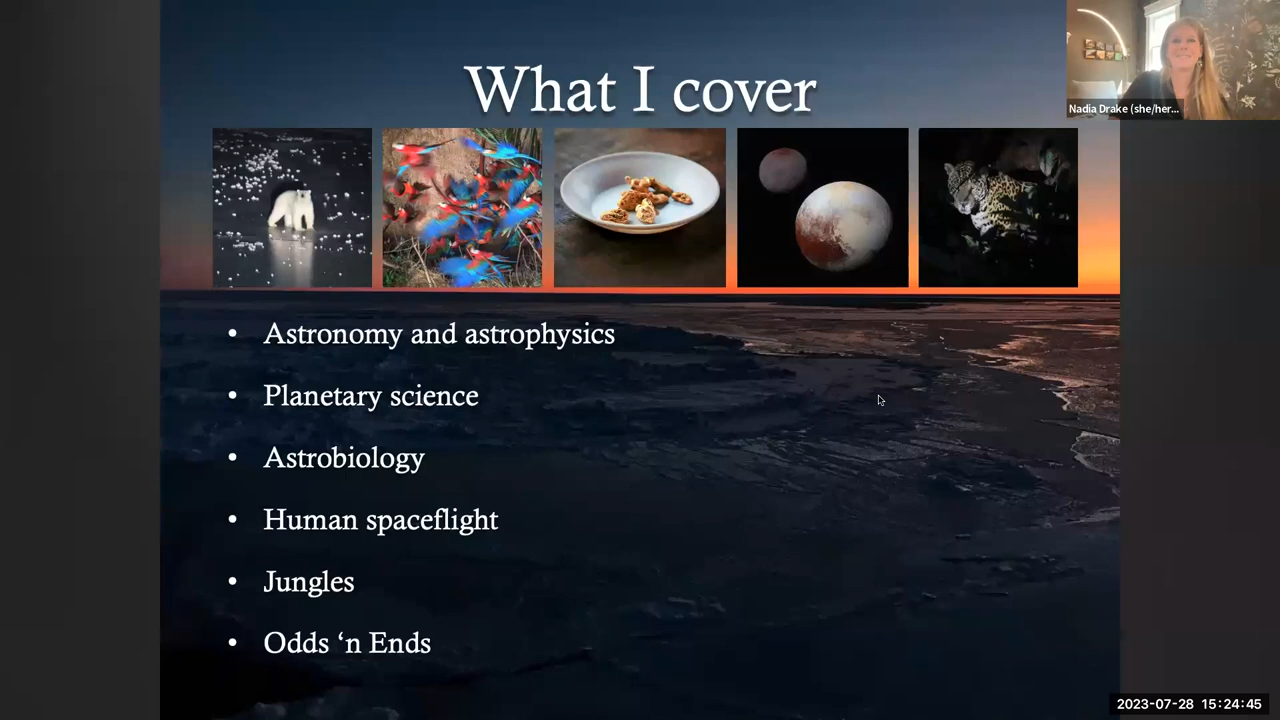 What I cover
Nadia Drake (she/her...
• Astronomy and astrophysics
• Planetary science
• Astrobiology
• Human spaceflight
• Jungles
• Odds ‘n Ends
2023-07-28 15:24:45